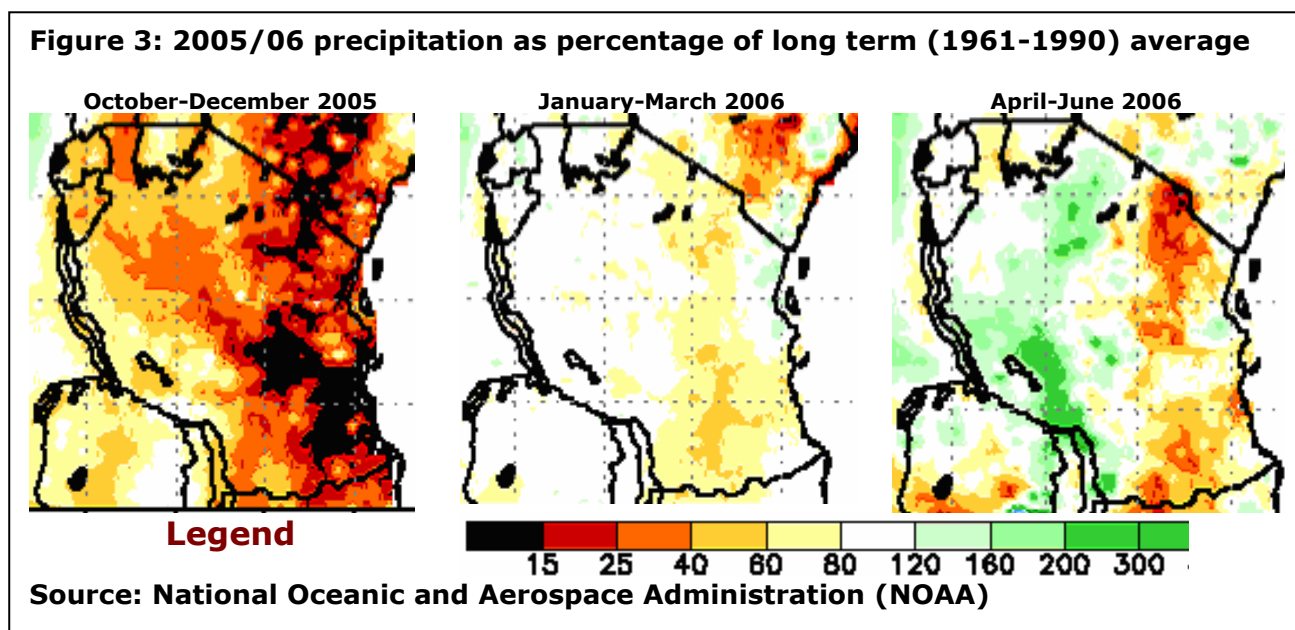 Figure 3: 2005/06 precipitation as percentage of long term (1961-1990) average
October-December 2005 January-March 2006 April-June 2006
Legend
15 25 40 60 80 120 160 200 300
Source: National Oceanic and Aerospace Administration (NOAA)